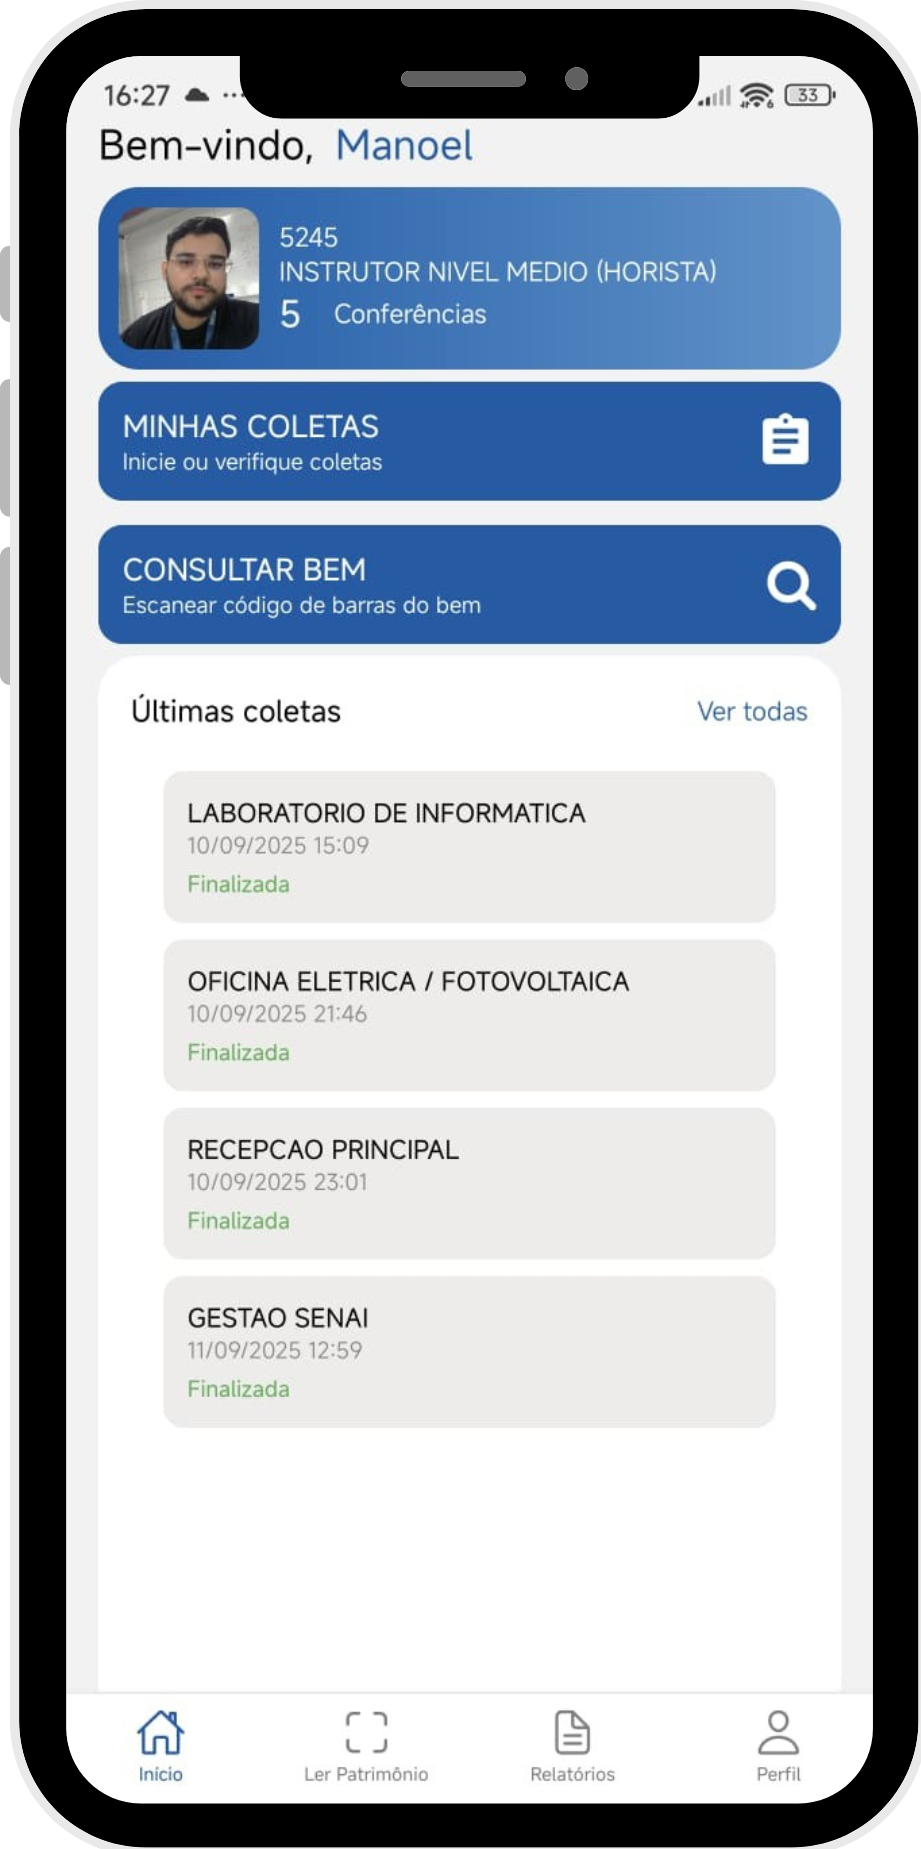 16:27
33
Bem-vindo, Manoel
5245
INSTRUTOR NIVEL MEDIO (HORISTA)
5 Conferências
MINHAS COLETAS
Inicie ou verifique coletas
CONSULTAR BEM
Escanear código de barras do bem
Últimas coletas Ver todas
LABORATORIO DE INFORMATICA
10/09/2025 15:09
Finalizada
OFICINA ELETRICA / FOTOVOLTAICA
10/09/2025 21:46
Finalizada
RECEPCAO PRINCIPAL
10/09/2025 23:01
Finalizada
GESTAO SENAI
11/09/2025 12:59
Finalizada
Início Ler Patrimônio Relatórios Perfil